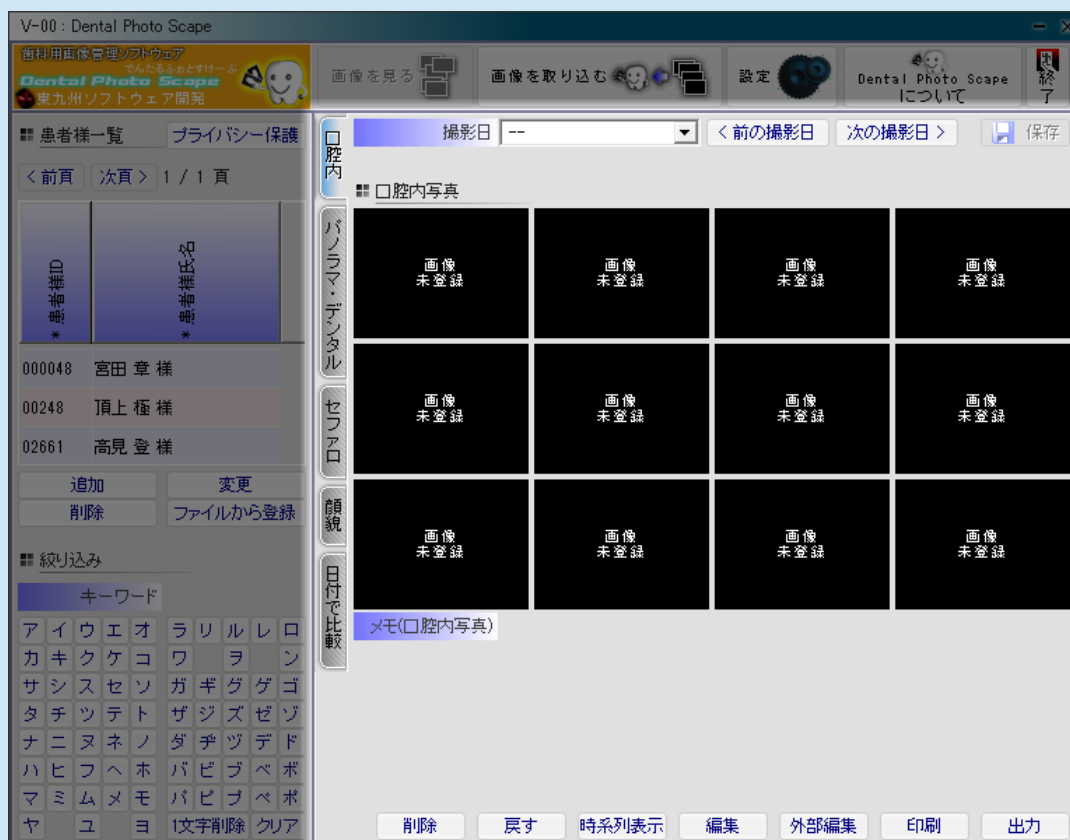 V-00 : Dental Photo Scape
歯科用画像管理ソフトウェア
でんたるふぉとすけーぷ
Dental Photo Scape
東九州ソフトウェア開発
画像を見る
画像を取り込む
設定
Dental Photo Scape
について
終了
患者様一覧
プライバシー保護
<前頁
次頁>
1 / 1 頁
*患者様ID
*患者様氏名
000048 宮田 章 様
00248 頂上 極 様
02661 高見 登 様
追加
変更
削除
ファイルから登録
絞り込み
キーワード
ア イ ウ エ オ ラ リ ル レ ロ
カ キ ク ケ コ ワ ヲ ン
サ シ ス セ ソ ガ ギ グ ゲ ゴ
タ チ ツ テ ト ザ ジ ズ ゼ ゾ
ナ ニ ヌ ネ ノ ダ ヂ ヅ デ ド
ハ ヒ フ ヘ ホ バ ビ ブ ベ ボ
マ ミ ム メ モ パ ピ プ ペ ポ
ヤ ユ ヨ 1文字削除 クリア
口腔内
パノラマ・デンタル
セファロ
顔貌
日付で比較
撮影日
--
<前の撮影日
次の撮影日>
保存
口腔内写真
画像
未登録
画像
未登録
画像
未登録
画像
未登録
画像
未登録
画像
未登録
画像
未登録
画像
未登録
画像
未登録
画像
未登録
画像
未登録
画像
未登録
メモ(口腔内写真)
削除
戻す
時系列表示
編集
外部編集
印刷
出力